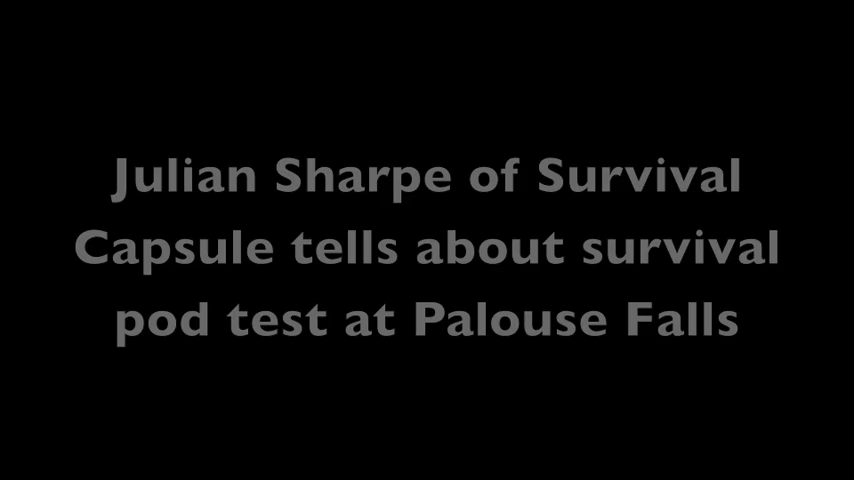 Julian Sharpe of Survival
Capsule tells about survival
pod test at Palouse Falls